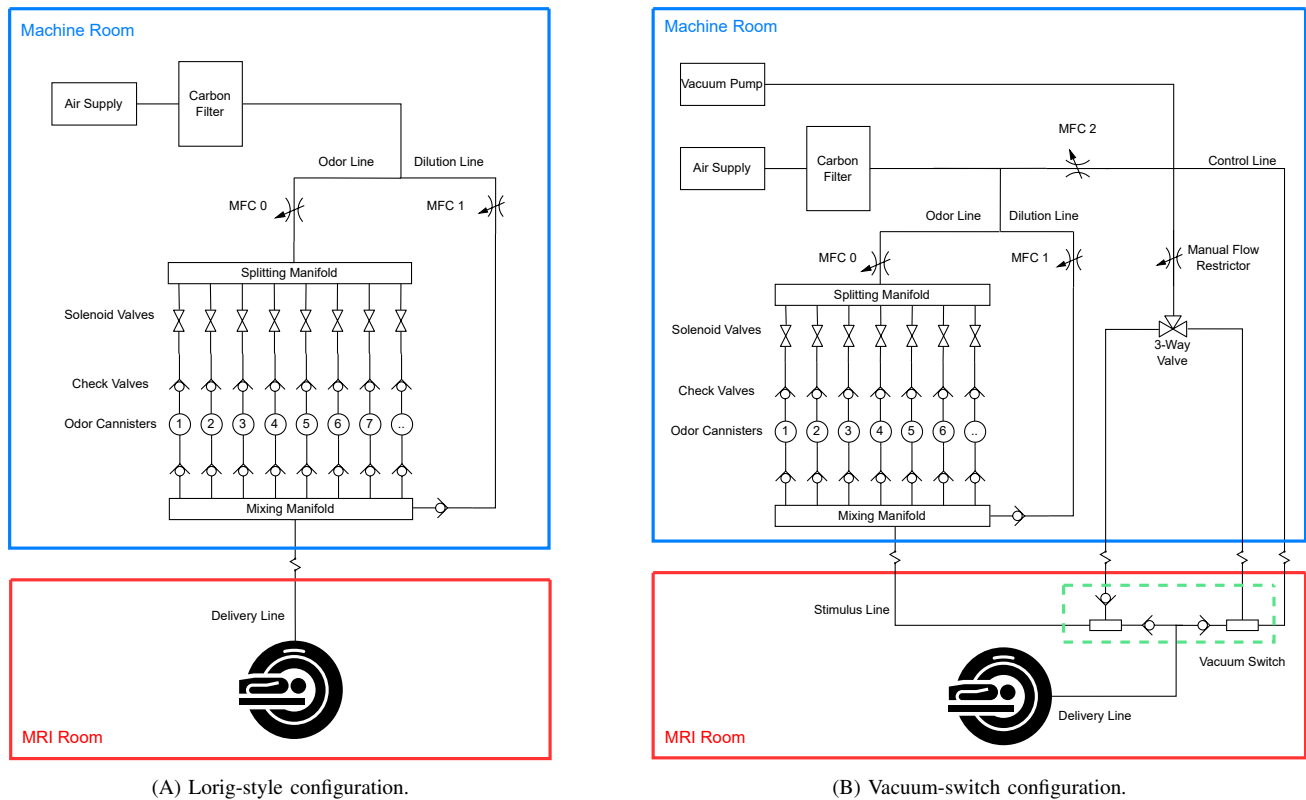 Machine Room
Air Supply
Carbon
Filter
Odor Line
Dilution Line
MFC 0
MFC 1
Splitting Manifold
Solenoid Valves
Check Valves
Odor Cannisters
1
2
3
4
5
6
7
..
Mixing Manifold
Delivery Line
MRI Room
(A) Lorig-style configuration.
Machine Room
Vacuum Pump
MFC 2
Air Supply
Carbon
Filter
Control Line
Odor Line
Dilution Line
MFC 0
MFC 1
Manual Flow
Restrictor
Splitting Manifold
Solenoid Valves
3-Way
Valve
Check Valves
Odor Cannisters
1
2
3
4
5
6
..
Mixing Manifold
Stimulus Line
Vacuum Switch
Delivery Line
MRI Room
(B) Vacuum-switch configuration.